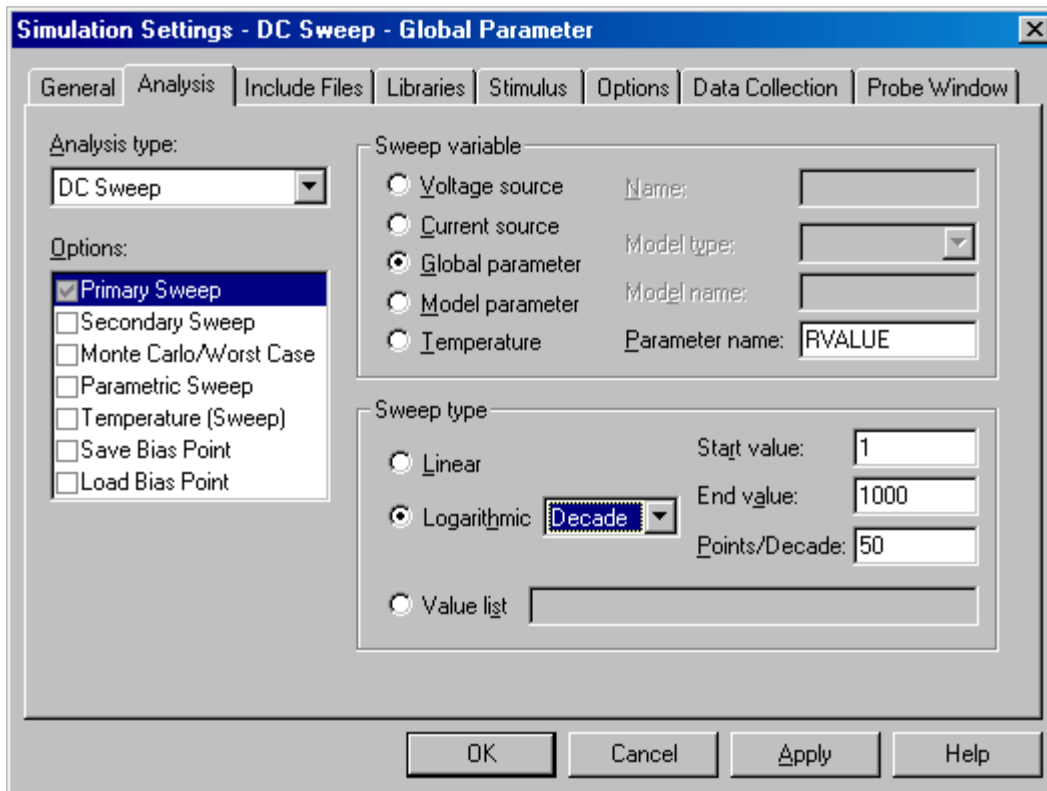 Simulation Settings - DC Sweep - Global Parameter
General Analysis Include Files Libraries Stimulus Options Data Collection Probe Window
Analysis type:
DC Sweep
Options:
Primary Sweep
Secondary Sweep
Monte Carlo/Worst Case
Parametric Sweep
Temperature (Sweep)
Save Bias Point
Load Bias Point
Sweep variable
Voltage source
Current source
Global parameter
Model parameter
Temperature
Name:
Model type:
Model name:
Parameter name: RVALUE
Sweep type
Linear
Logarithmic Decade
Value list
Start value: 1
End value: 1000
Points/Decade: 50
OK Cancel Apply Help